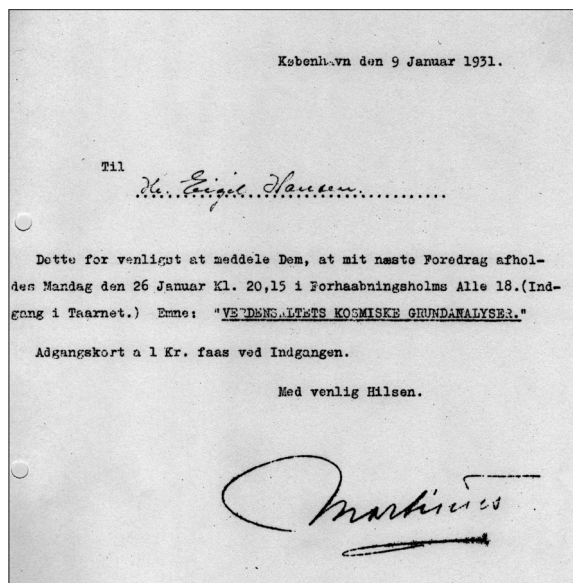 København den 9 Januar 1931.
Til
Hr. Eigil Hansen.
Dette for venligst at meddele Dem, at mit næste Foredrag afhol-
des Mandag den 26 Januar Kl. 20,15 i Forhaabningsholms Alle 18.(Ind-
gang i Taarnet.) Emne: "VERDENSALTETS KOSMISKE GRUNDANALYSER."
Adgangskort a 1 Kr. faas ved Indgangen.
Med venlig Hilsen.
Martinus